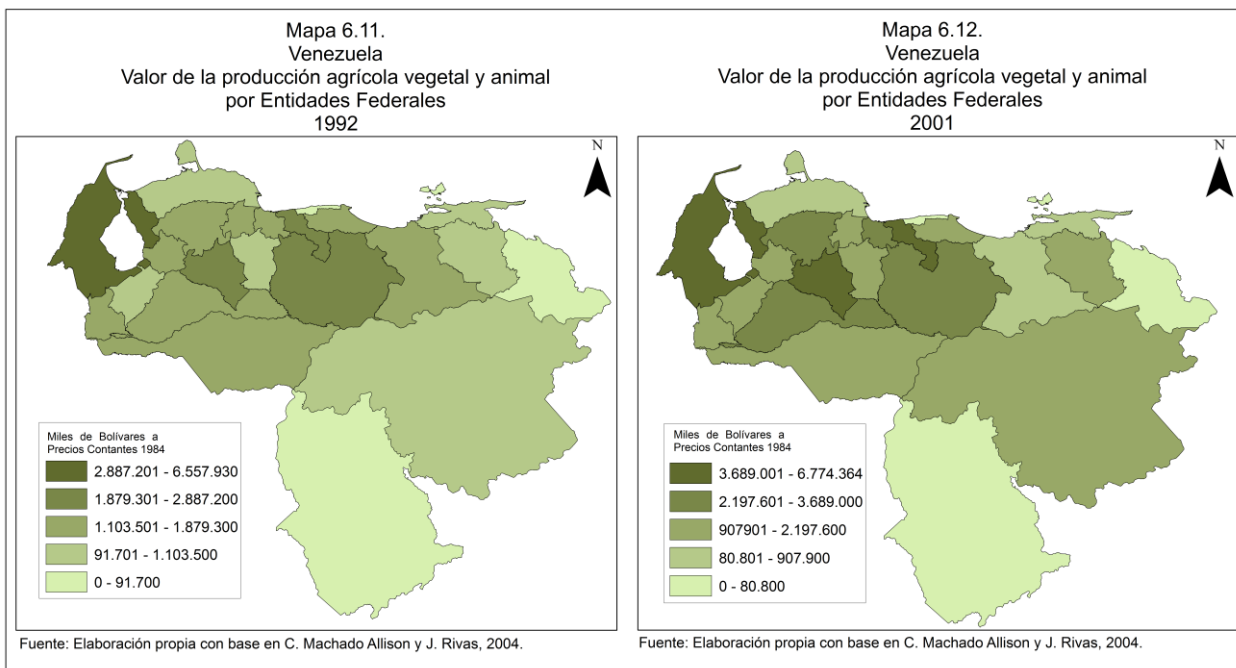 Mapa 6.11.
Venezuela
Valor de la producción agrícola vegetal y animal
por Entidades Federales
1992
N
Miles de Bolívares a
Precios Contantes 1984
2.887.201 - 6.557.930
1.879.301 - 2.887.200
1.103.501 - 1.879.300
91.701 - 1.103.500
0 - 91.700
Fuente: Elaboración propia con base en C. Machado Allison y J. Rivas, 2004.
Mapa 6.12.
Venezuela
Valor de la producción agrícola vegetal y animal
por Entidades Federales
2001
N
Miles de Bolívares a
Precios Contantes 1984
3.689.001 - 6.774.364
2.197.601 - 3.689.000
907901 - 2.197.600
80.801 - 907.900
0 - 80.800
Fuente: Elaboración propia con base en C. Machado Allison y J. Rivas, 2004.